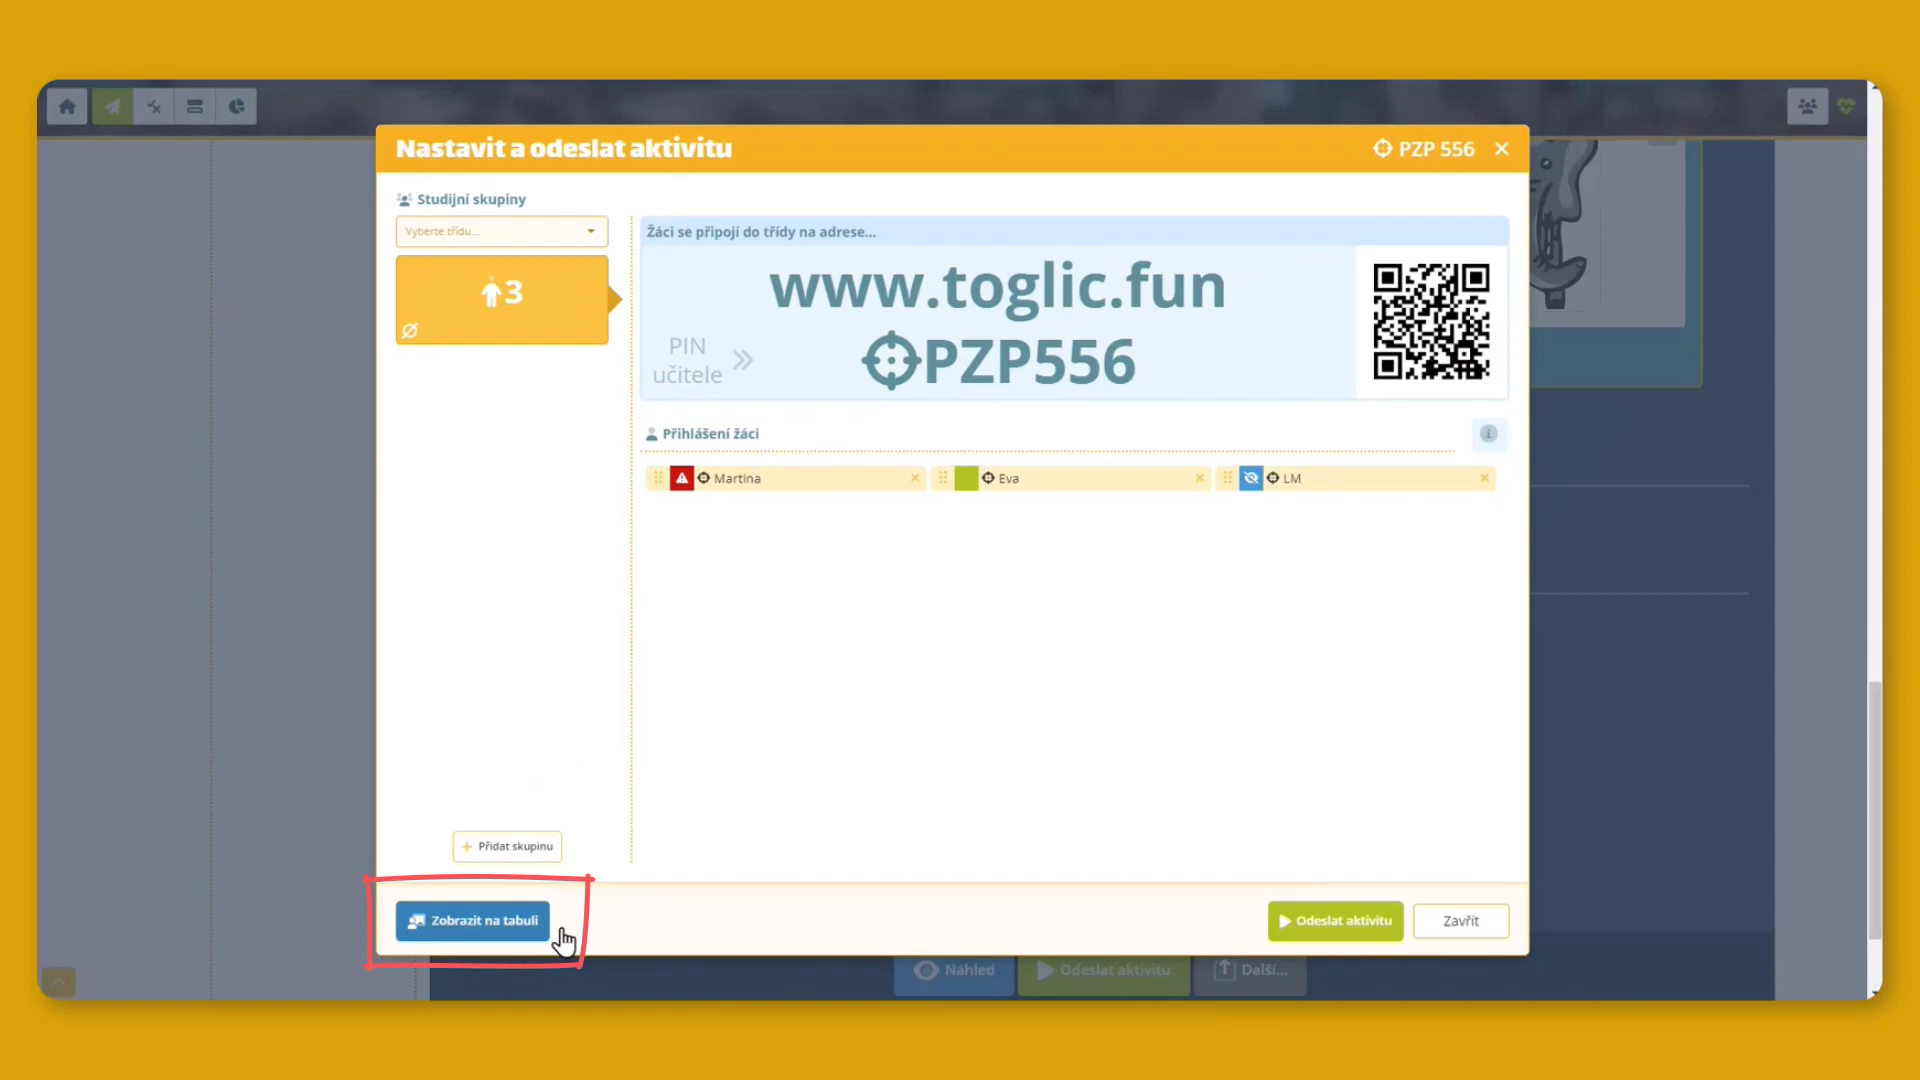 Nastavit a odeslat aktivitu
PZP 556
Studijní skupiny
Vyberte třídu...
3
Žáci se připojí do třídy na adrese...
www.toglic.fun
PIN
učitele
PZP556
Přihlášení žáci
Martina
Eva
LM
Přidat skupinu
Zobrazit na tabuli
Odeslat aktivitu
Zavřít
Náhled
Odeslat aktivitu
Další...